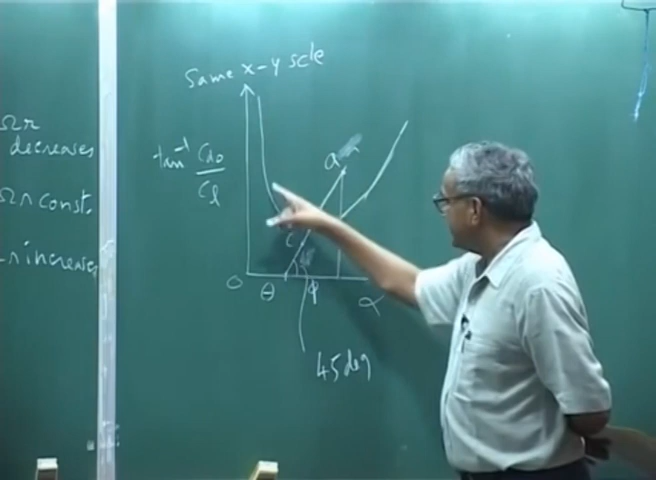 Ωr
decreases
Ωr const.
r increases
Same x-y scle
tan⁻¹ Cdo
Cl
a
c
O θ φ α
45 deg